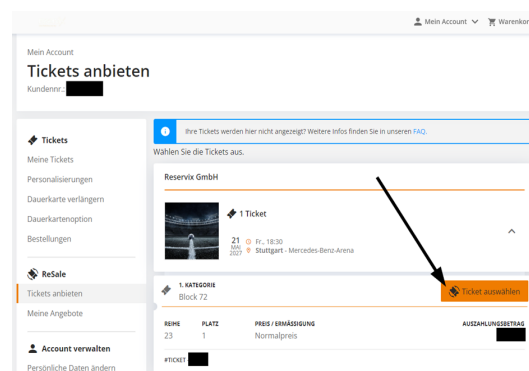 Mein Account
Warenkor
Mein Account
Tickets anbieten
Kundennr.:
Tickets
Meine Tickets
Personalisierungen
Dauerkarte verlängern
Dauerkartenoption
Bestellungen
ReSale
Tickets anbieten
Meine Angebote
Account verwalten
Persönliche Daten ändern
Ihre Tickets werden hier nicht angezeigt? Weitere Infos finden Sie in unseren FAQ.
Wählen Sie die Tickets aus.
Reservix GmbH
1 Ticket
21 MAI 2027
Fr., 18:30
Stuttgart - Mercedes-Benz-Arena
1. KATEGORIE
Block 72
Ticket auswählen
REIHE PLATZ PREIS / ERMÄSSIGUNG AUSZAHLUNGSBETRAG
23 1 Normalpreis
#TICKET